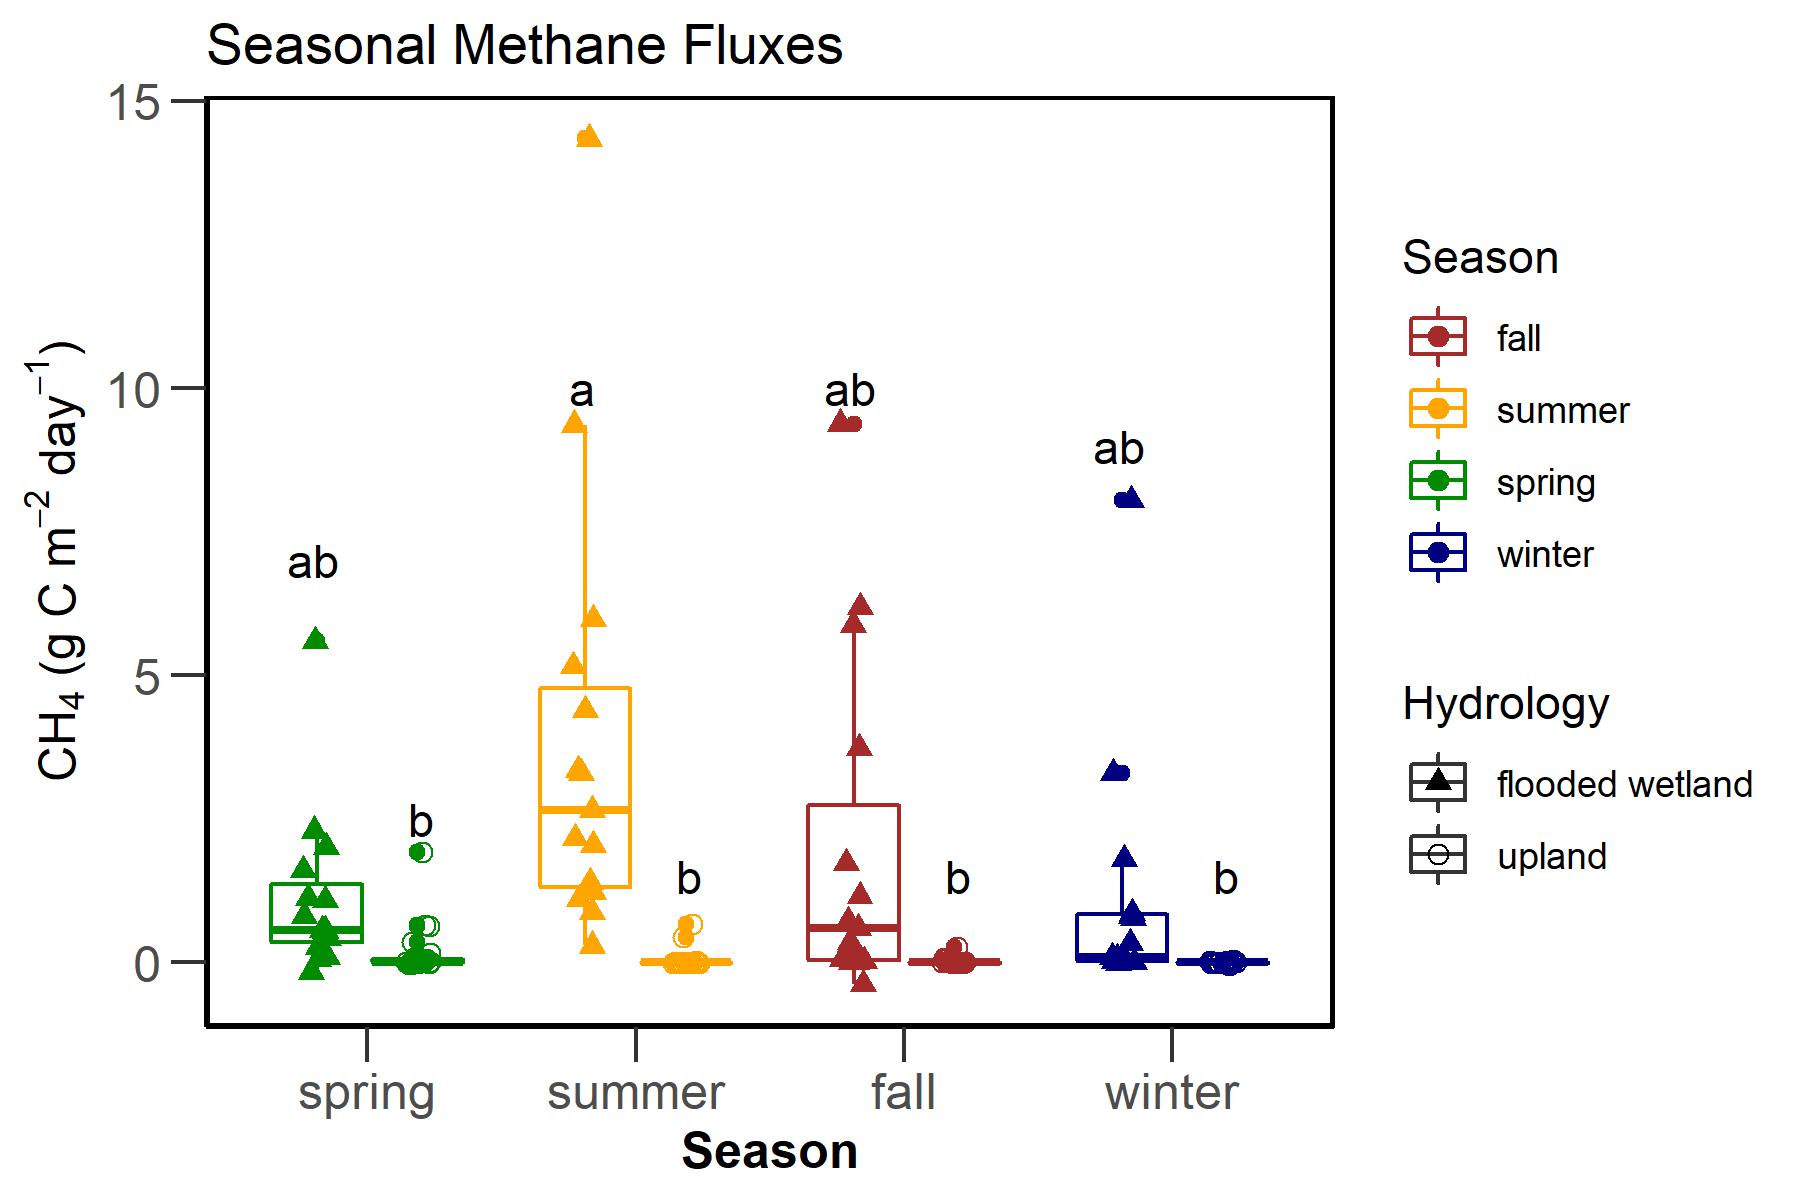 Seasonal Methane Fluxes
15
10
5
0
CH₄ (g C m⁻² day⁻¹)
a
ab
ab
ab
b
b
b
b
spring
summer
fall
winter
Season
Season
fall
summer
spring
winter
Hydrology
flooded wetland
upland